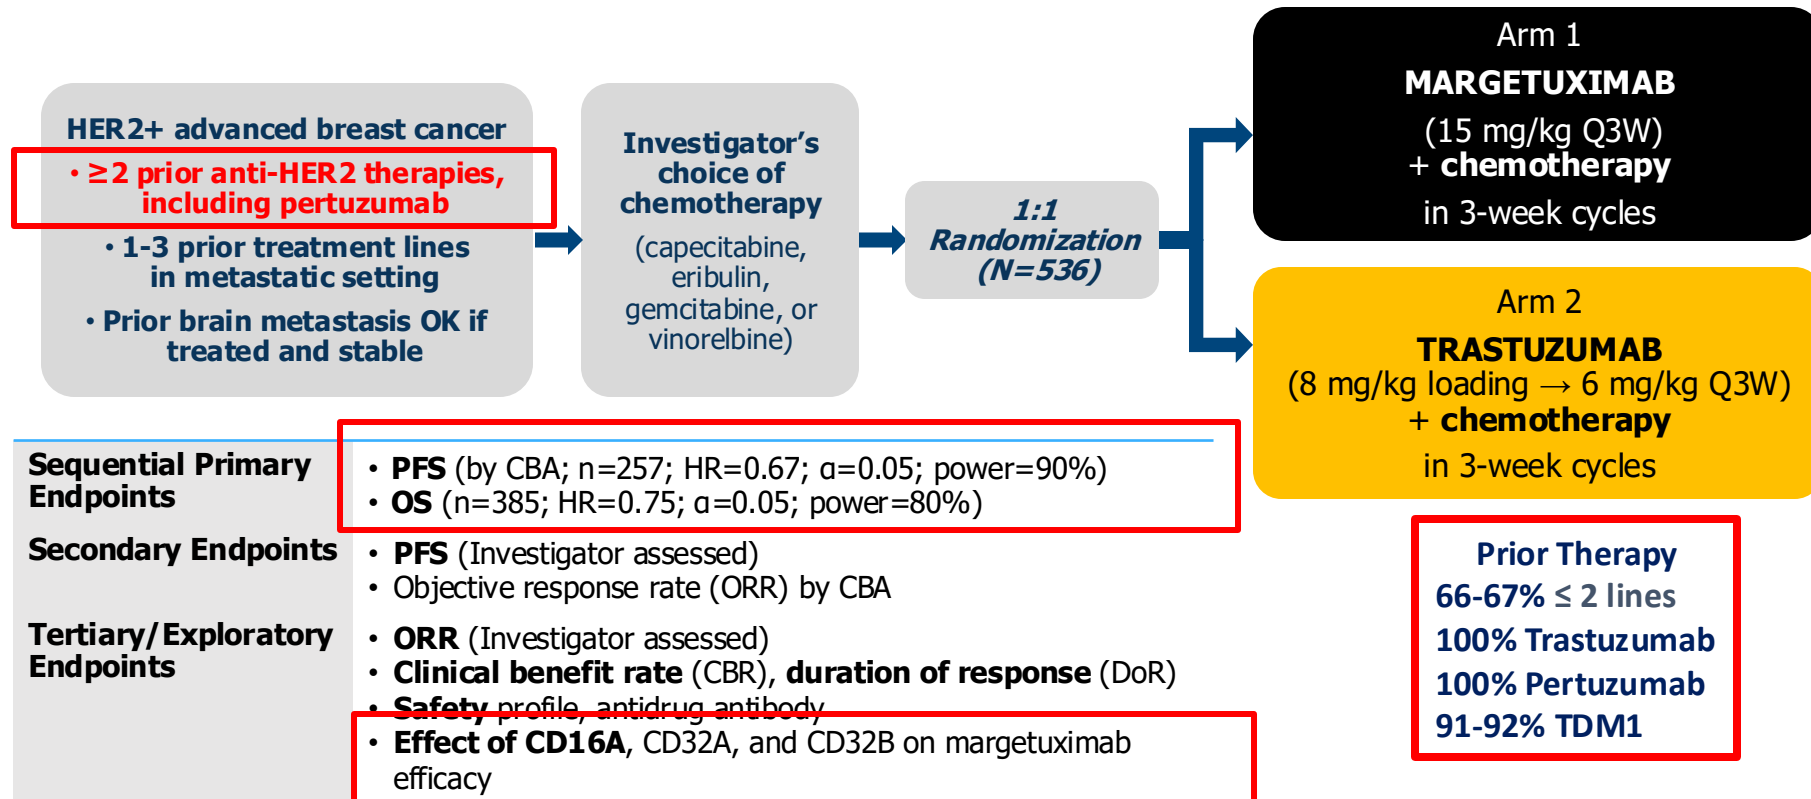 HER2+ advanced breast cancer
• ≥2 prior anti-HER2 therapies,
including pertuzumab
• 1-3 prior treatment lines
in metastatic setting
• Prior brain metastasis OK if
treated and stable
Investigator’s
choice of
chemotherapy
(capecitabine,
eribulin,
gemcitabine, or
vinorelbine)
1:1
Randomization
(N=536)
Arm 1
MARGETUXIMAB
(15 mg/kg Q3W)
+ chemotherapy
in 3-week cycles
Arm 2
TRASTUZUMAB
(8 mg/kg loading → 6 mg/kg Q3W)
+ chemotherapy
in 3-week cycles
Sequential Primary
Endpoints
• PFS (by CBA; n=257; HR=0.67; α=0.05; power=90%)
• OS (n=385; HR=0.75; α=0.05; power=80%)
Secondary Endpoints
• PFS (Investigator assessed)
• Objective response rate (ORR) by CBA
Tertiary/Exploratory
Endpoints
• ORR (Investigator assessed)
• Clinical benefit rate (CBR), duration of response (DoR)
• Safety profile, antidrug antibody
• Effect of CD16A, CD32A, and CD32B on margetuximab
efficacy
Prior Therapy
66-67% ≤ 2 lines
100% Trastuzumab
100% Pertuzumab
91-92% TDM1